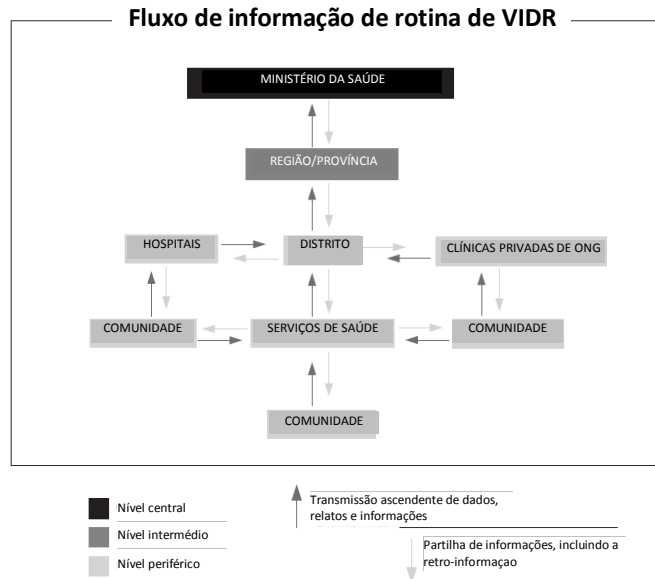 Fluxo de informação de rotina de VIDR
MINISTÉRIO DA SAÚDE
REGIÃO/PROVÍNCIA
HOSPITAIS
DISTRITO
CLÍNICAS PRIVADAS DE ONG
COMUNIDADE
SERVIÇOS DE SAÚDE
COMUNIDADE
COMUNIDADE
Nível central
Nível intermédio
Nível periférico
Transmissão ascendente de dados,
relatos e informações
Partilha de informações, incluindo a
retro-informaçao